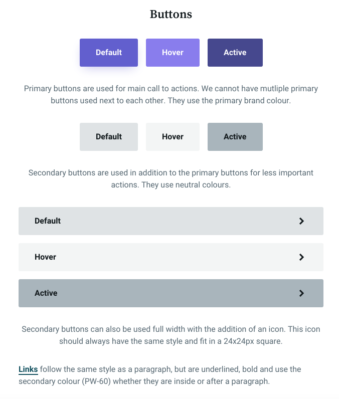 Buttons
Default Hover Active
Primary buttons are used for main call to actions. We cannot have mutliple primary
buttons used next to each other. They use the primary brand colour.
Default Hover Active
Secondary buttons are used in addition to the primary buttons for less important
actions. They use neutral colours.
Default
Hover
Active
Secondary buttons can also be used full width with the addition of an icon. This icon
should always have the same style and fit in a 24x24px square.
Links follow the same style as a paragraph, but are underlined, bold and use the
secondary colour (PW-60) whether they are inside or after a paragraph.